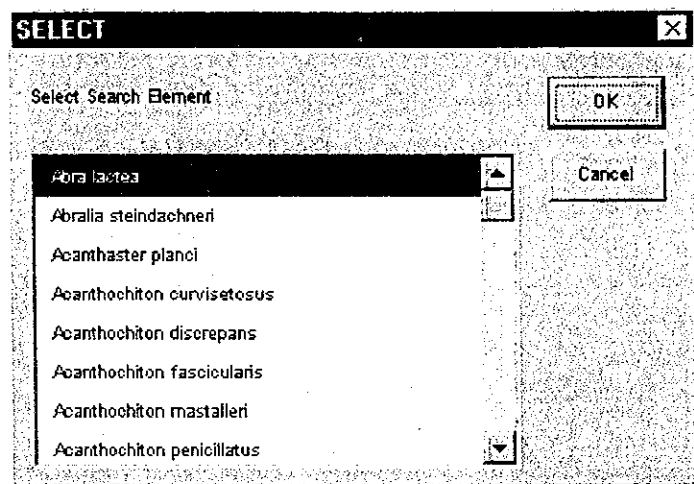 SELECT
Select Search Element
OK
Cancel
Abra lactea
Abralia steindachneri
Acanthaster planci
Acanthochiton curvisetosus
Acanthochiton discrepans
Acanthochiton fascicularis
Acanthochiton mastalleri
Acanthochiton penicillatus